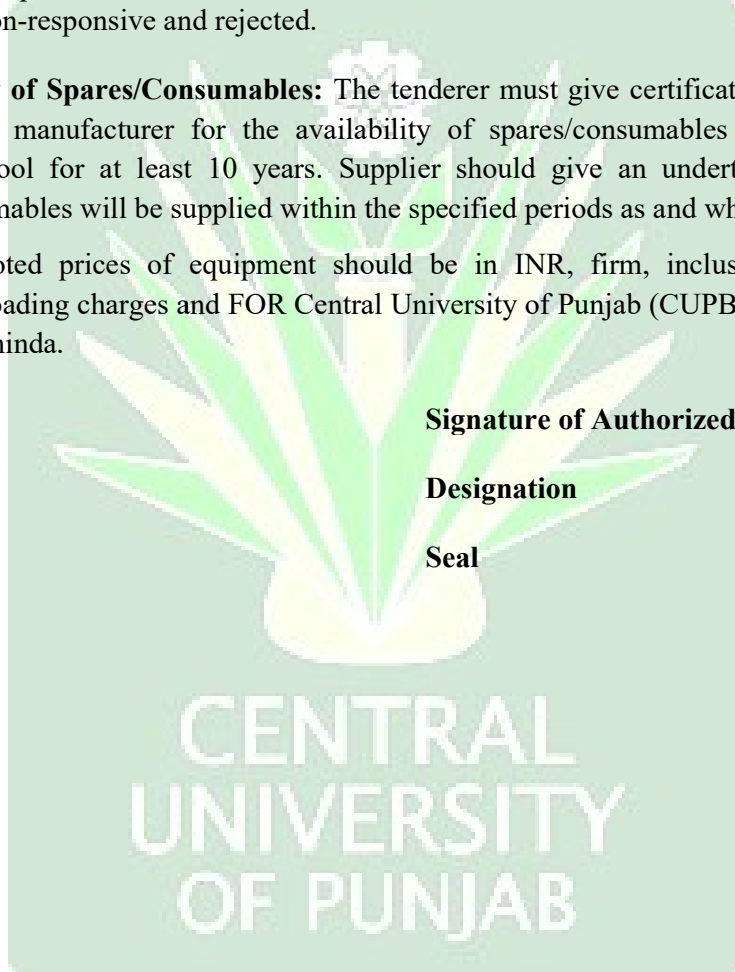 on-responsive and rejected.
of Spares/Consumables: The tenderer must give certificat
manufacturer for the availability of spares/consumables
ool for at least 10 years. Supplier should give an undert
mables will be supplied within the specified periods as and wh
oted prices of equipment should be in INR, firm, inclus
oading charges and FOR Central University of Punjab (CUPB
hinda.
Signature of Authorized
Designation
Seal
CENTRAL
UNIVERSITY
OF PUNJAB